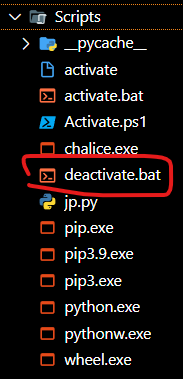 Scripts
__pycache__
activate
activate.bat
Activate.ps1
chalice.exe
deactivate.bat
jp.py
pip.exe
pip3.9.exe
pip3.exe
python.exe
pythonw.exe
wheel.exe